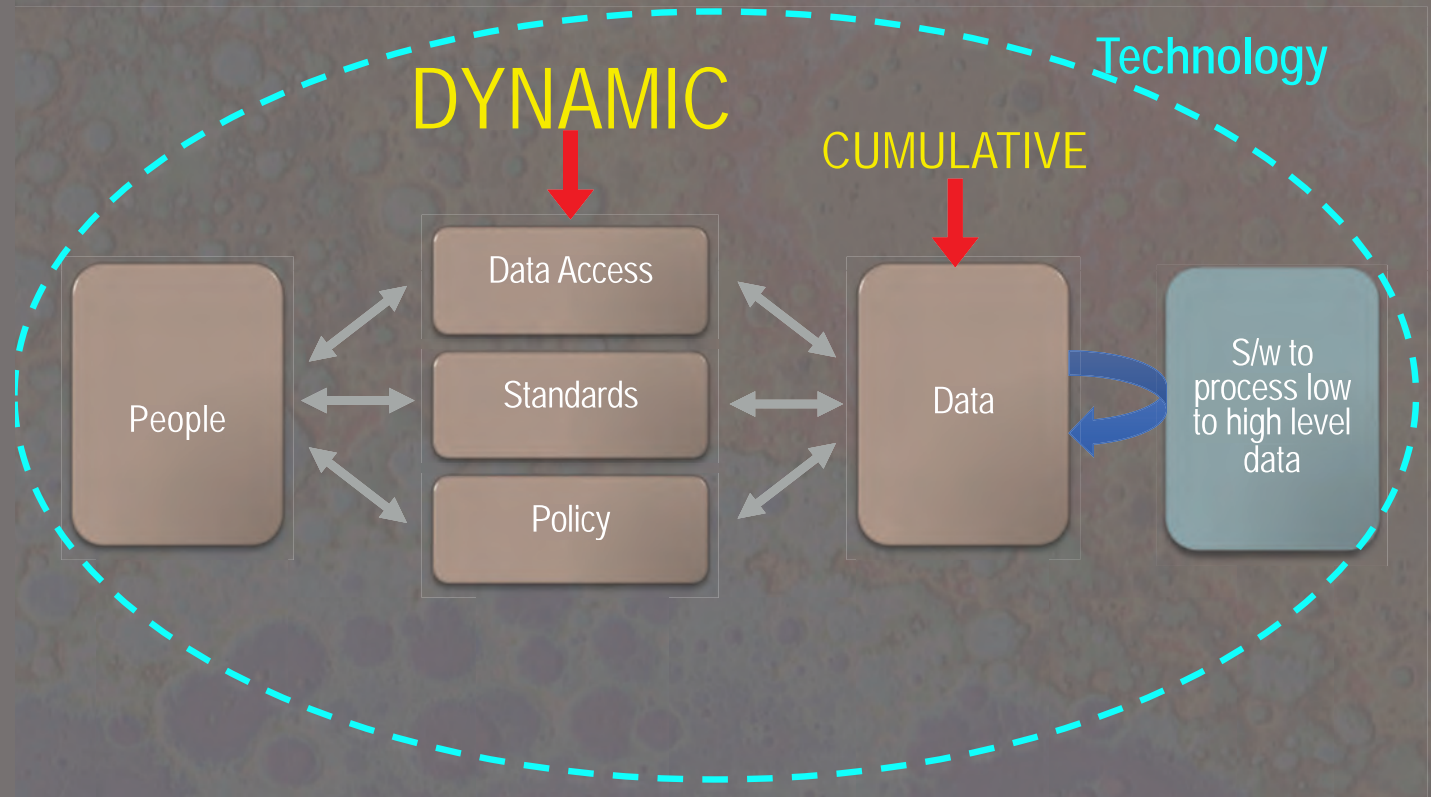 Technology
DYNAMIC
CUMULATIVE
People
Data Access
Standards
Policy
Data
S/w to
process low
to high level
data